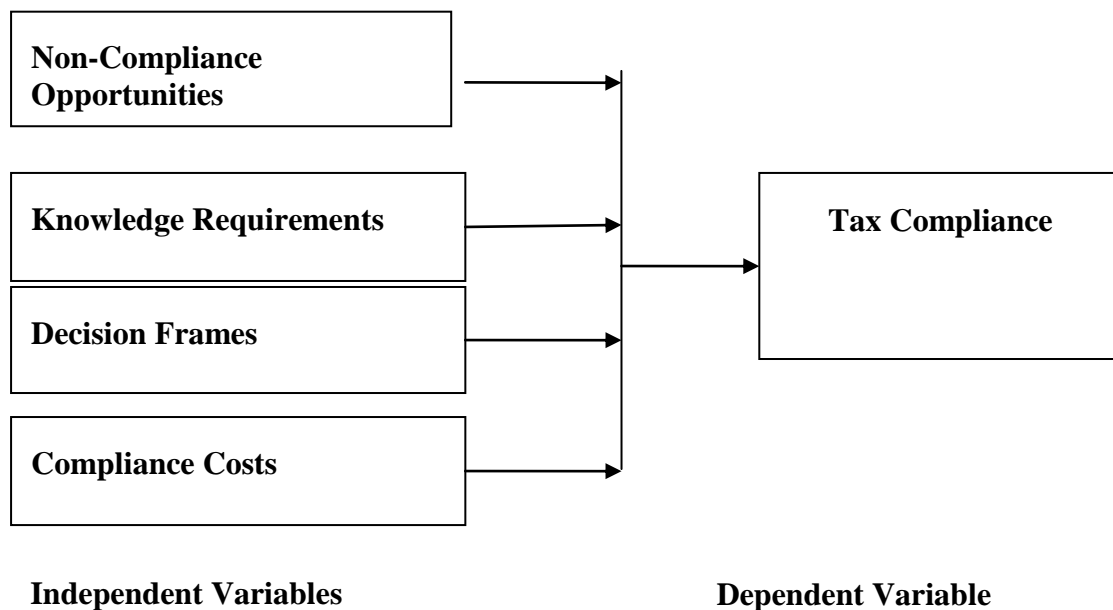 Non-Compliance
Opportunities
Knowledge Requirements
Tax Compliance
Decision Frames
Compliance Costs
Independent Variables
Dependent Variable